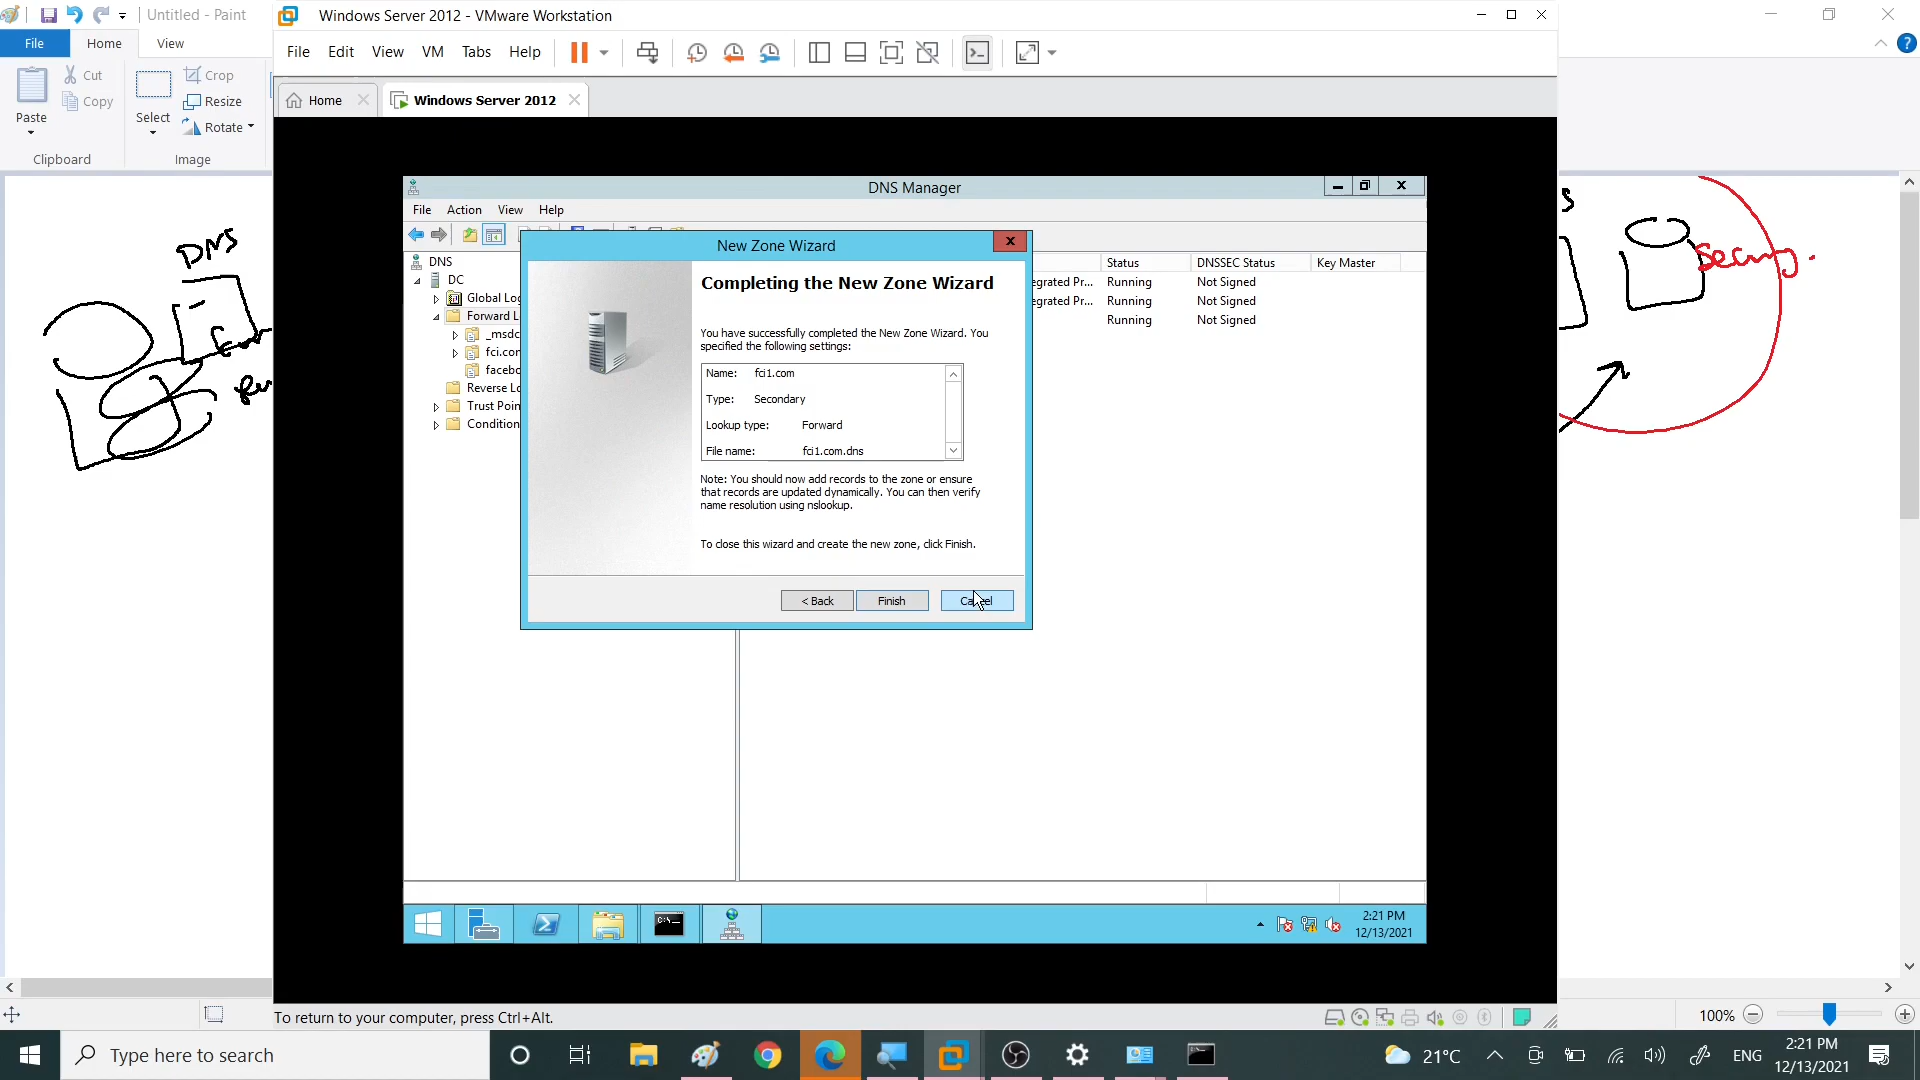 Untitled - Paint
File
Home
View
Paste
Cut
Copy
Clipboard
Select
Crop
Resize
Rotate
Image
Windows Server 2012 - VMware Workstation
File Edit View VM Tabs Help
Home
Windows Server 2012
DNS Manager
File Action View Help
DNS
DC
Global Log
Forward L
_msdc
fci.con
facebo
Reverse Lo
Trust Poin
Condition
Status
DNSSEC Status
Key Master
egrated Pr... Running Not Signed
egrated Pr... Running Not Signed
Running Not Signed
New Zone Wizard
Completing the New Zone Wizard
You have successfully completed the New Zone Wizard. You
specified the following settings:
Name: fci1.com
Type: Secondary
Lookup type: Forward
File name: fci1.com.dns
Note: You should now add records to the zone or ensure
that records are updated dynamically. You can then verify
name resolution using nslookup.
To close this wizard and create the new zone, click Finish.
< Back
Finish
Cancel
2:21 PM
12/13/2021
DNS
To return to your computer, press Ctrl+Alt.
100%
Type here to search
21°C
ENG
2:21 PM
12/13/2021